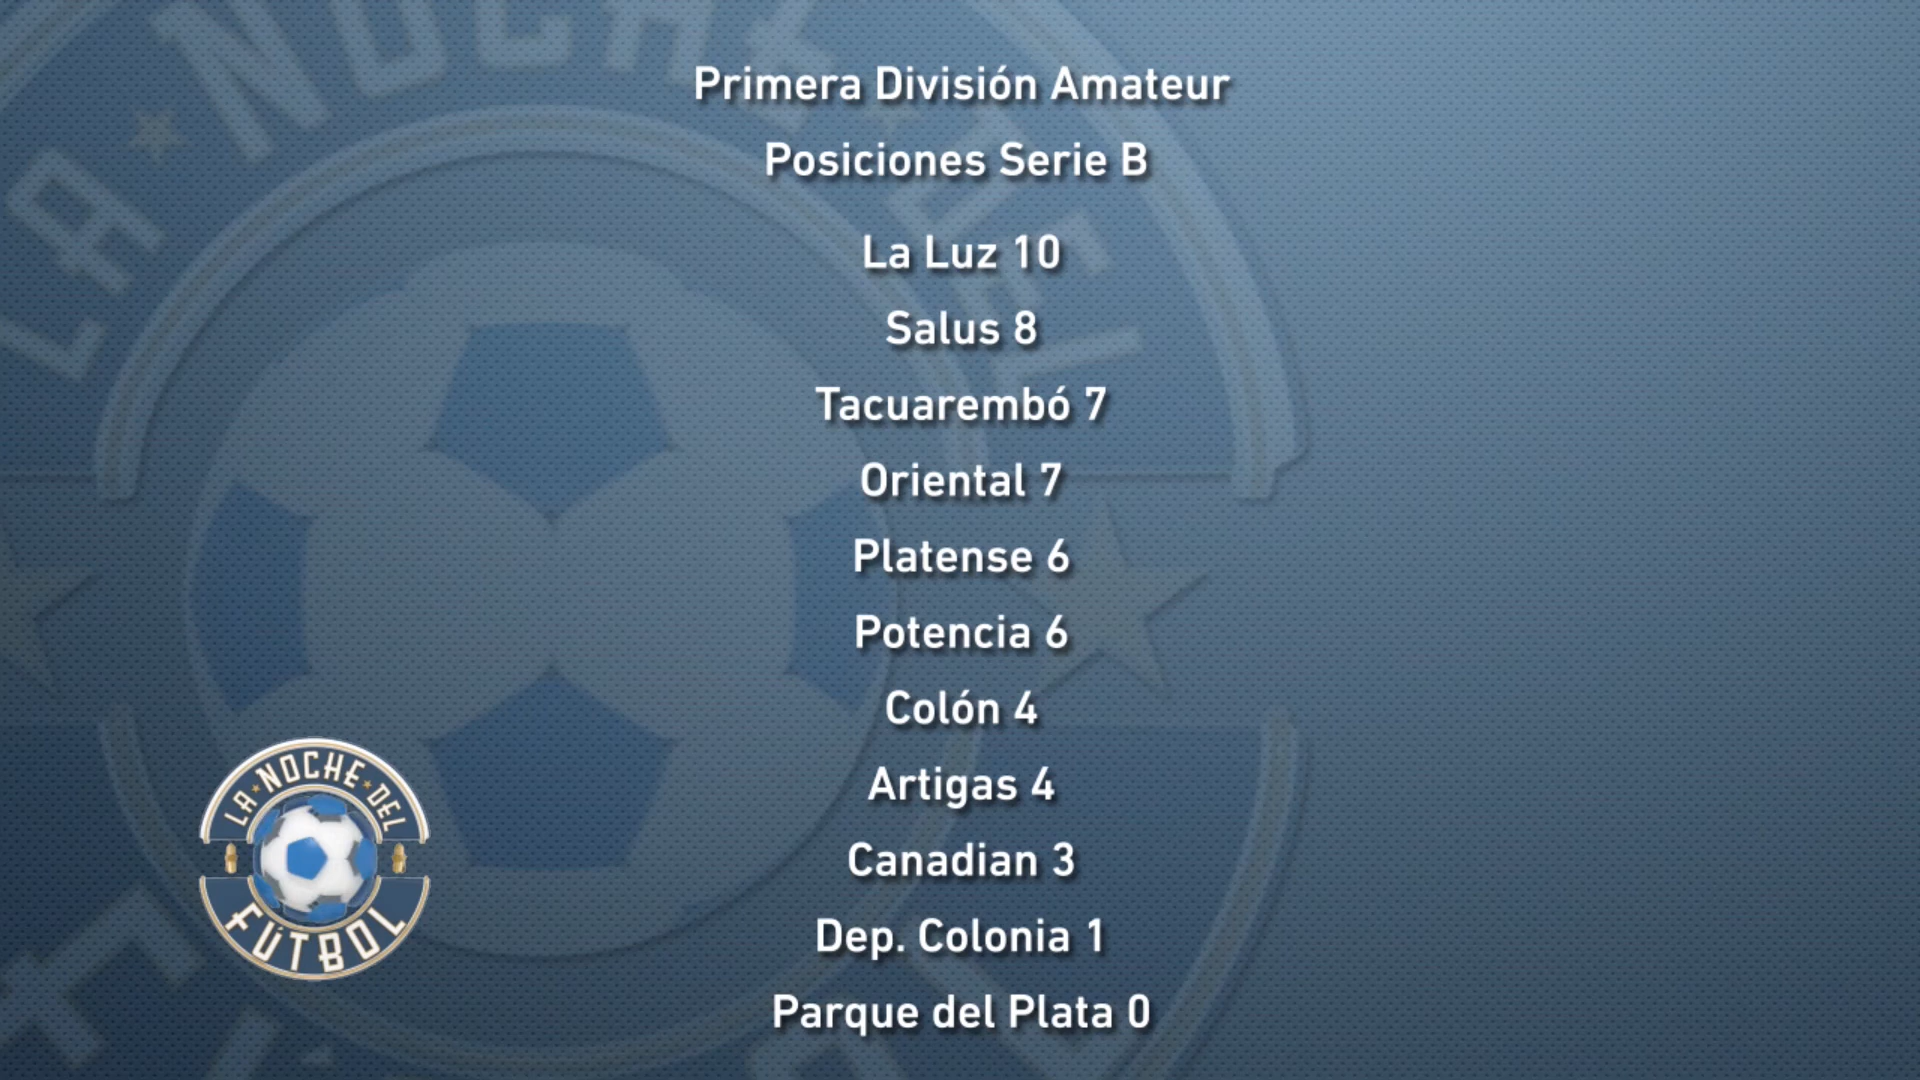 Primera División Amateur
Posiciones Serie B
La Luz 10
Salus 8
Tacuarembó 7
Oriental 7
Platense 6
Potencia 6
Colón 4
Artigas 4
Canadian 3
Dep. Colonia 1
Parque del Plata 0
LA NOCHE DEL
FÚTBOL